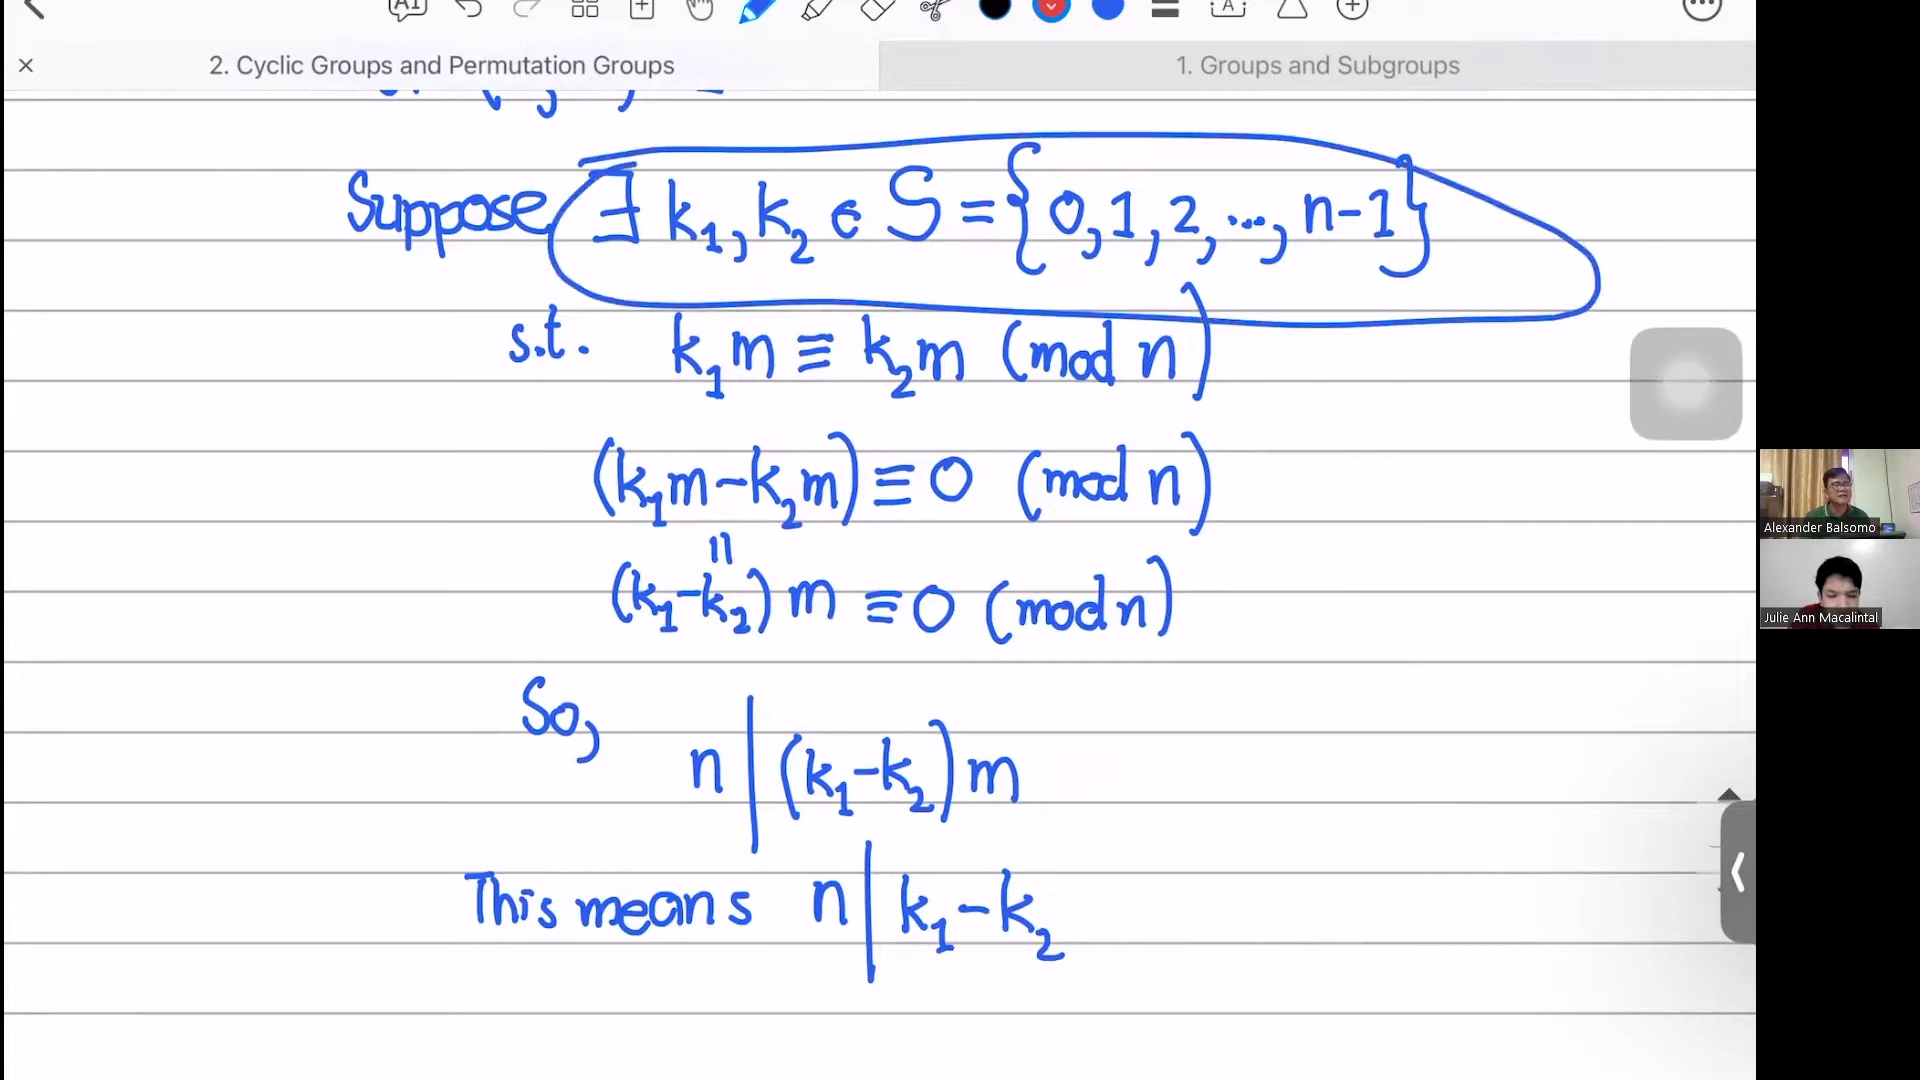 2. Cyclic Groups and Permutation Groups
1. Groups and Subgroups
Suppose ∃ k₁, k₂ ∈ S = {0, 1, 2, ..., n-1}
s.t. k₁m ≡ k₂m (mod n)
(k₁m - k₂m) ≡ 0 (mod n)
=
(k₁-k₂) m ≡ 0 (mod n)
So,
n | (k₁-k₂) m
This means n | k₁-k₂
Alexander Balsomo
Julie Ann Macalintal